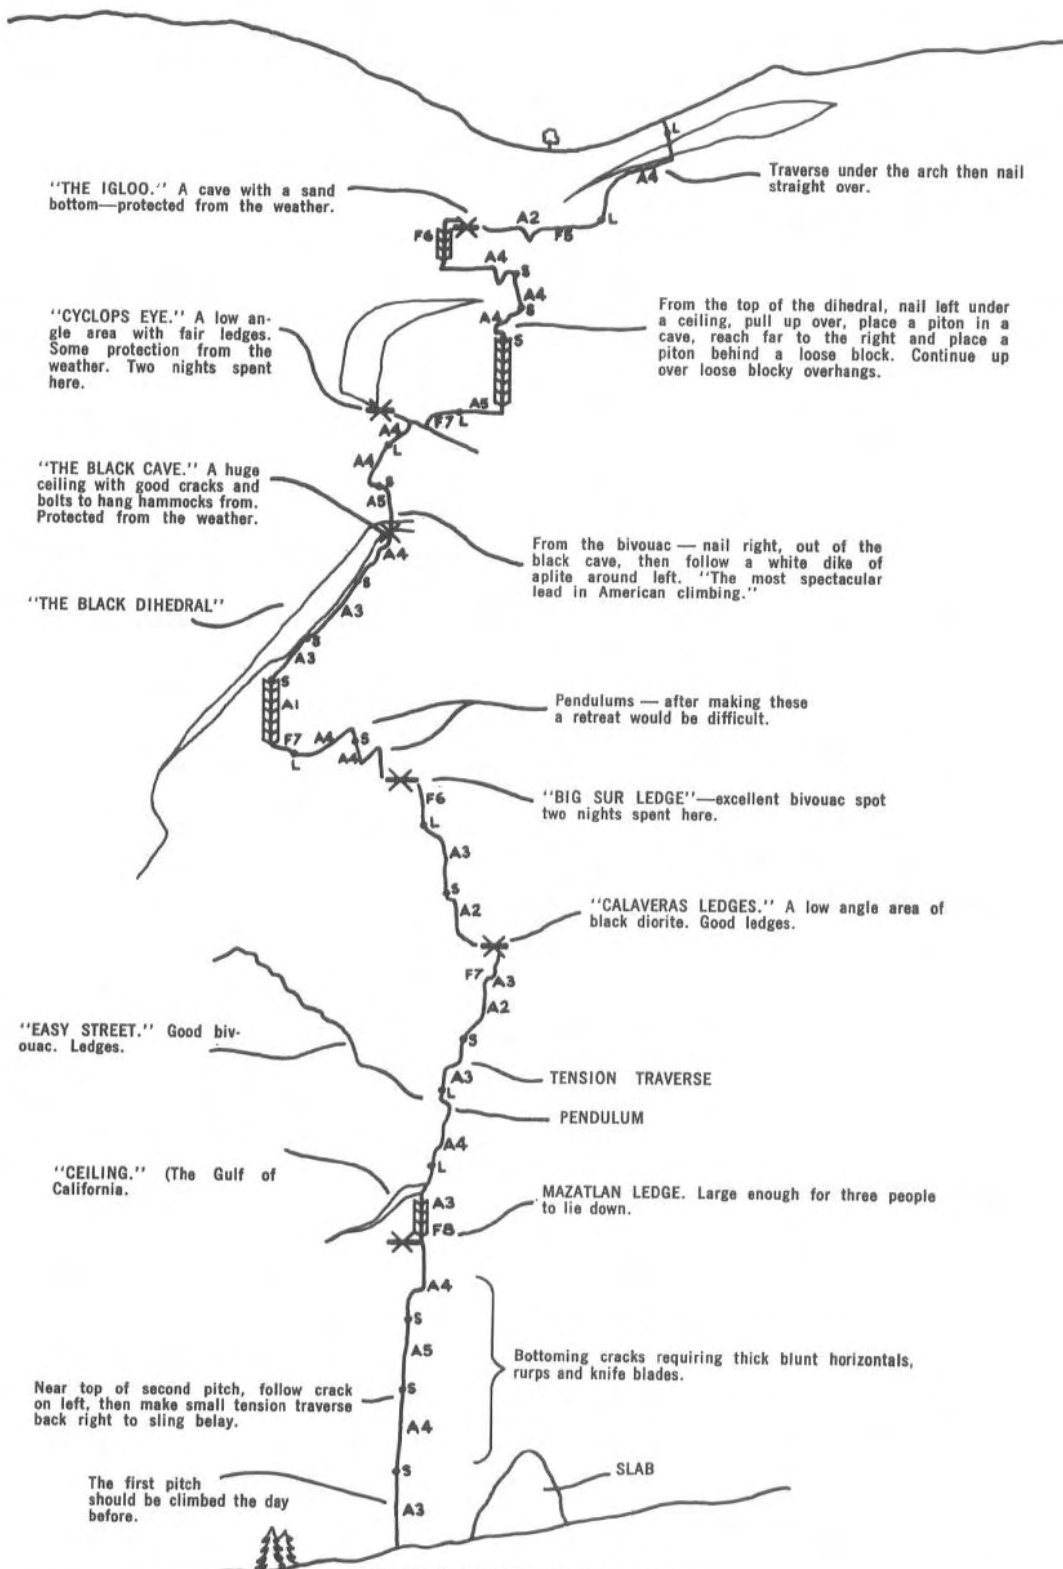 L
A4
Traverse under the arch then nail
straight over.
"THE IGLOO." A cave with a sand
bottom—protected from the weather.
A2
F5
L
F6
A4
S
A4
S
A4
S
"CYCLOPS EYE." A low an-
gle area with fair ledges.
Some protection from the
weather. Two nights spent
here.
From the top of the dihedral, nail left under
a ceiling, pull up over, place a piton in a
cave, reach far to the right and place a
piton behind a loose block. Continue up
over loose blocky overhangs.
A5
F7 L
A4
L
A4
S
A5
"THE BLACK CAVE." A huge
ceiling with good cracks and
bolts to hang hammocks from.
Protected from the weather.
A4
From the bivouac — nail right, out of the
black cave, then follow a white dike of
aplite around left. "The most spectacular
lead in American climbing."
S
"THE BLACK DIHEDRAL"
A3
S
A3
S
A1
Pendulums — after making these
a retreat would be difficult.
F7
L
A4
S
A4
"BIG SUR LEDGE"—excellent bivouac spot
two nights spent here.
F6
L
A3
S
A2
"CALAVERAS LEDGES." A low angle area of
black diorite. Good ledges.
F7
A3
A2
"EASY STREET." Good biv-
ouac. Ledges.
S
A3
TENSION TRAVERSE
L
PENDULUM
A4
L
"CEILING." (The Gulf of
California.
A3
F8
MAZATLAN LEDGE. Large enough for three people
to lie down.
A4
S
A5
Bottoming cracks requiring thick blunt horizontals,
rurps and knife blades.
Near top of second pitch, follow crack
on left, then make small tension traverse
back right to sling belay.
S
A4
S
SLAB
The first pitch
should be climbed the day
before.
A3